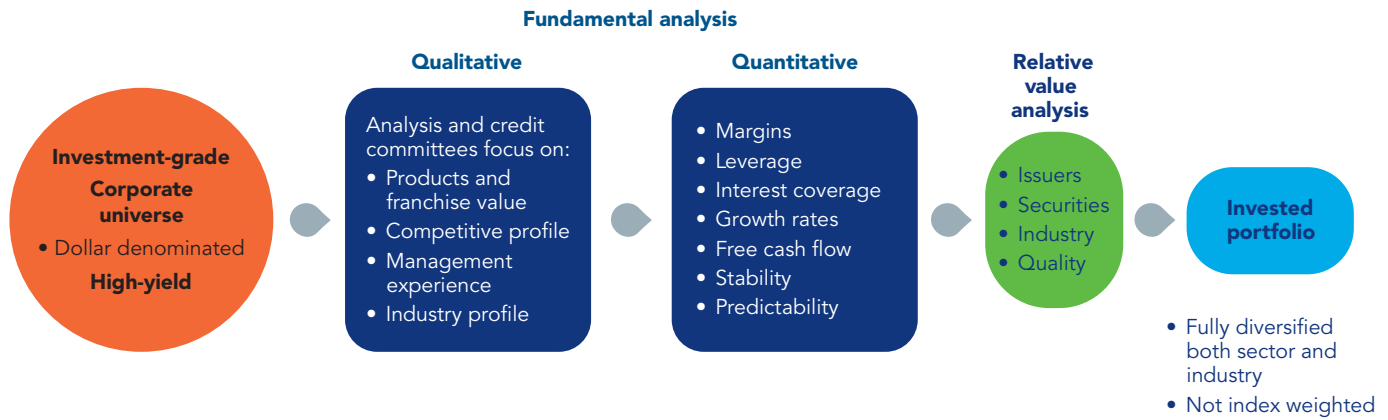 Fundamental analysis
Qualitative
Quantitative
Relative
value
analysis
Investment-grade
Corporate
universe
• Dollar denominated
High-yield
Analysis and credit
committees focus on:
• Products and
franchise value
• Competitive profile
• Management
experience
• Industry profile
• Margins
• Leverage
• Interest coverage
• Growth rates
• Free cash flow
• Stability
• Predictability
• Issuers
• Securities
• Industry
• Quality
Invested
portfolio
• Fully diversified
both sector and
industry
• Not index weighted